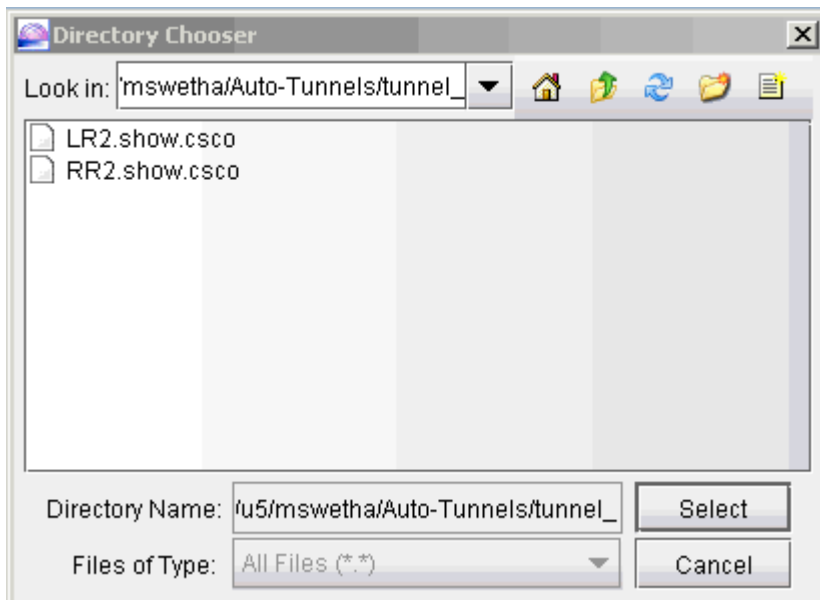 Directory Chooser
Look in: /mswetha/Auto-Tunnels/tunnel_
LR2.show.csco
RR2.show.csco
Directory Name: /u5/mswetha/Auto-Tunnels/tunnel_ Select
Files of Type: All Files (*.*) Cancel